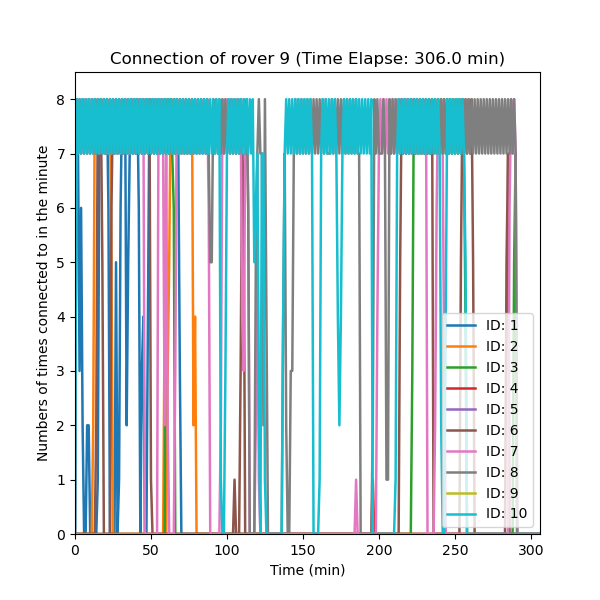 Connection of rover 9 (Time Elapse: 306.0 min)
Numbers of times connected to in the minute
8
7
6
5
4
3
2
1
0
ID: 1
ID: 2
ID: 3
ID: 4
ID: 5
ID: 6
ID: 7
ID: 8
ID: 9
ID: 10
0 50 100 150 200 250 300
Time (min)